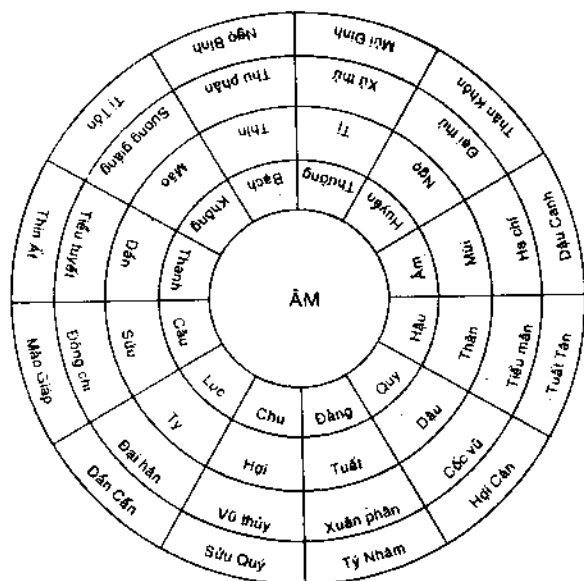 Ngọ Bính
Mùi Đinh
Thân Khôn
Dậu Canh
Tuất Tân
Hợi Càn
Tý Nhâm
Sửu Quý
Dần Cấn
Mão Giáp
Thìn Ất
Tị Tốn
Thu phân
Xử thử
Đại thử
Hạ chí
Tiểu mãn
Cốc vũ
Xuân phân
Vũ thủy
Đại hàn
Đông chí
Tiểu tuyết
Sương giáng
Thìn
Tị
Ngọ
Mùi
Thân
Dậu
Tuất
Hợi
Tý
Sửu
Dần
Mão
Bạch
Thường
Huyền
Âm
Hậu
Quý
Đằng
Chu
Lục
Câu
Thanh
Không
ÂM